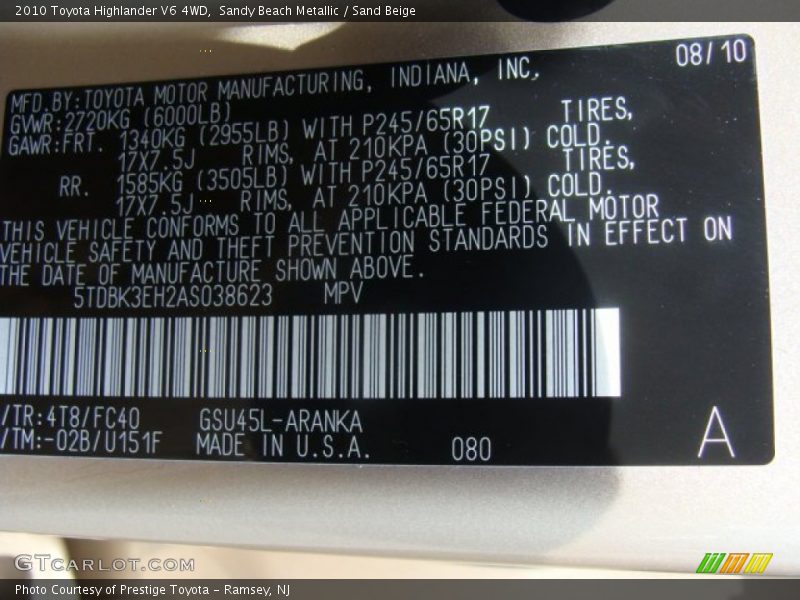 2010 Toyota Highlander V6 4WD,  Sandy Beach Metallic / Sand Beige
08/10
MFD.BY:TOYOTA MOTOR MANUFACTURING, INDIANA, INC.
GVWR:2720KG (6000LB)
GAWR:FRT. 1340KG (2955LB) WITH P245/65R17 TIRES,
17X7.5J RIMS, AT 210KPA (30PSI) COLD.
RR. 1585KG (3505LB) WITH P245/65R17 TIRES,
17X7.5J RIMS, AT 210KPA (30PSI) COLD.
THIS VEHICLE CONFORMS TO ALL APPLICABLE FEDERAL MOTOR
VEHICLE SAFETY AND THEFT PREVENTION STANDARDS IN EFFECT ON
THE DATE OF MANUFACTURE SHOWN ABOVE.
5TDBK3EH2AS038623 MPV
/TR:4T8/FC40 GSU45L-ARANKA
/TM:-02B/U151F MADE IN U.S.A. 080 A
GTCARLOT.COM
Photo Courtesy of Prestige Toyota - Ramsey, NJ